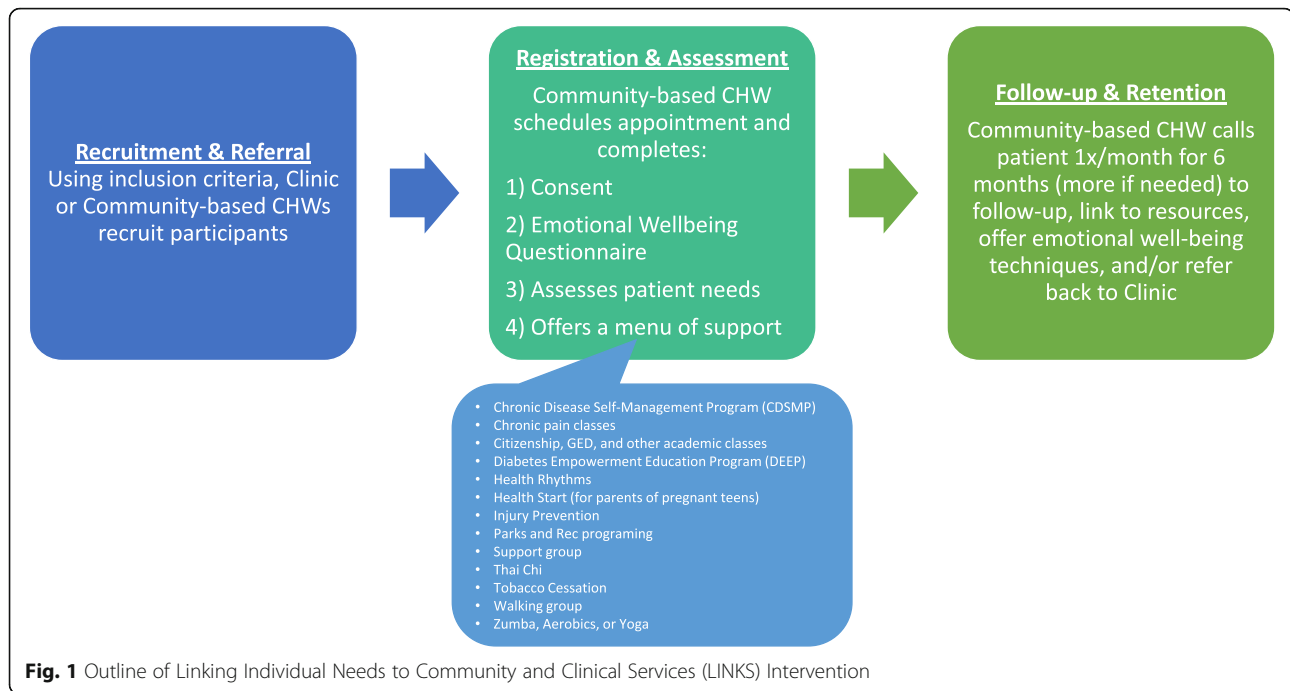 Recruitment & Referral
Using inclusion criteria, Clinic
or Community-based CHWs
recruit participants
Registration & Assessment
Community-based CHW
schedules appointment and
completes:
1) Consent
2) Emotional Wellbeing
Questionnaire
3) Assesses patient needs
4) Offers a menu of support
• Chronic Disease Self-Management Program (CDSMP)
• Chronic pain classes
• Citizenship, GED, and other academic classes
• Diabetes Empowerment Education Program (DEEP)
• Health Rhythms
• Health Start (for parents of pregnant teens)
• Injury Prevention
• Parks and Rec programing
• Support group
• Thai Chi
• Tobacco Cessation
• Walking group
• Zumba, Aerobics, or Yoga
Follow-up & Retention
Community-based CHW calls
patient 1x/month for 6
months (more if needed) to
follow-up, link to resources,
offer emotional well-being
techniques, and/or refer
back to Clinic
Fig. 1 Outline of Linking Individual Needs to Community and Clinical Services (LINKS) Intervention